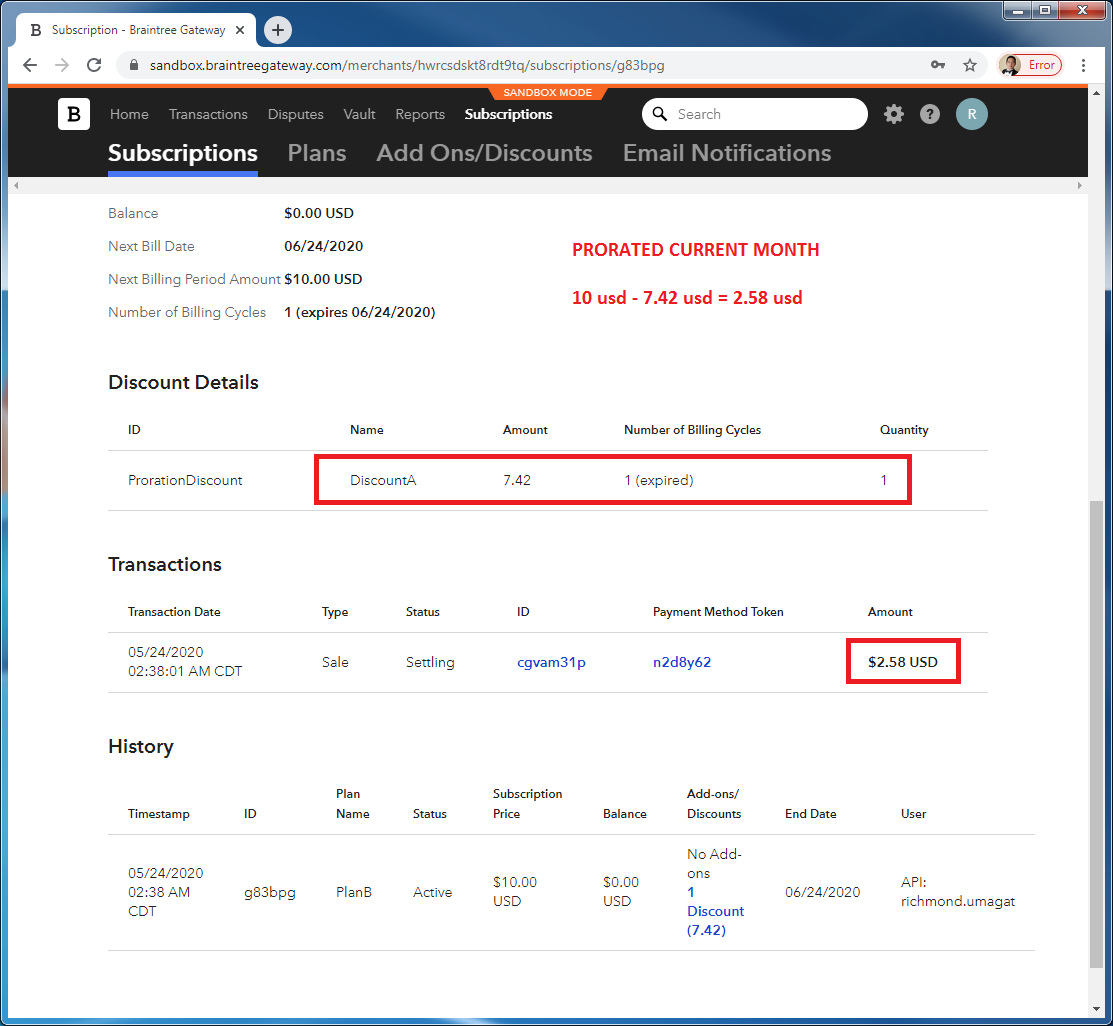 B Subscription - Braintree Gateway
sandbox.braintreegateway.com/merchants/hwrcsdskt8rdt9tq/subscriptions/g83bpg
Error
SANDBOX MODE
B Home Transactions Disputes Vault Reports Subscriptions Search ? R
Subscriptions Plans Add Ons/Discounts Email Notifications
Balance $0.00 USD
Next Bill Date 06/24/2020
PRORATED CURRENT MONTH
Next Billing Period Amount $10.00 USD
10 usd - 7.42 usd = 2.58 usd
Number of Billing Cycles 1 (expires 06/24/2020)
Discount Details
ID Name Amount Number of Billing Cycles Quantity
ProrationDiscount DiscountA 7.42 1 (expired) 1
Transactions
Transaction Date Type Status ID Payment Method Token Amount
05/24/2020
02:38:01 AM CDT Sale Settling cgvam31p n2d8y62 $2.58 USD
History
Timestamp ID Plan Name Status Subscription Price Balance Add-ons/ Discounts End Date User
05/24/2020
02:38 AM
CDT
g83bpg
PlanB
Active
$10.00
USD
$0.00
USD
No Add-
ons
1
Discount
(7.42)
06/24/2020
API:
richmond.umagat